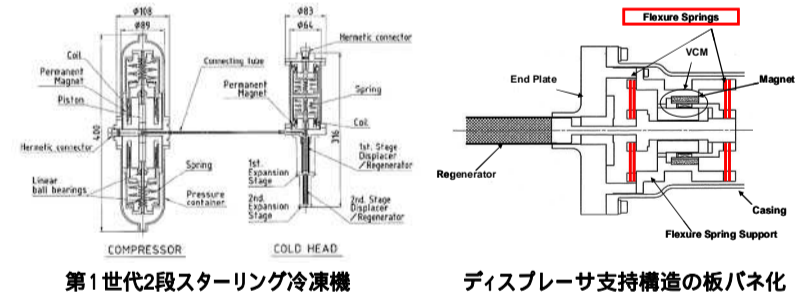 Ø108
Ø89
Coil
Permanent
Magnet
Piston
400
Hermetic connector
Linear
ball bearings
Spring
Pressure
container
COMPRESSOR
Connecting tube
Ø83
Ø64
Hermetic connector
Permanent
Magnet
Spring
Coil
316
1st.
Expansion
Stage
2nd.
Expansion
Stage
1st. Stage
Displacer
/Regenerator
2nd. Stage
Displacer
/Regenerator
COLD HEAD
第1世代2段スターリング冷凍機
Flexure Springs
VCM
End Plate
Magnet
Regenerator
Casing
Flexure Spring Support
ディスプレーサ支持構造の板バネ化